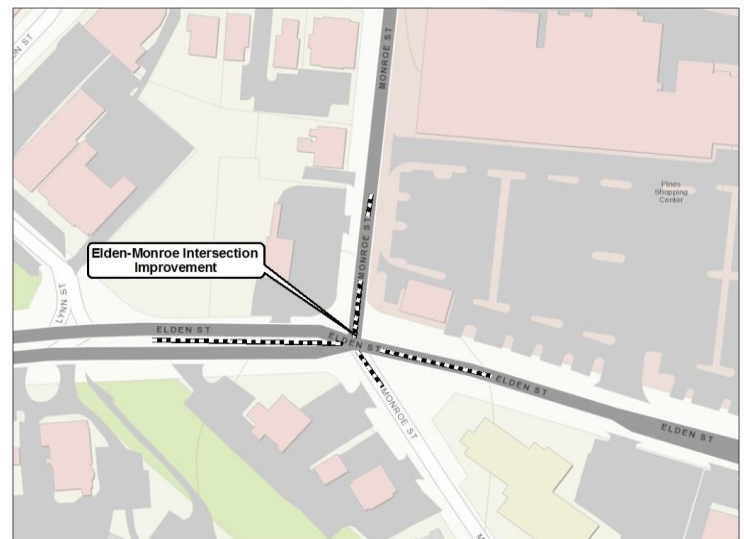 MONROE ST
Pines
Shopping
Center
MONROE ST
Elden-Monroe Intersection
Improvement
LYNN ST
ELDEN ST
ELDEN ST
ELDEN ST
MONROE ST
ELDEN ST